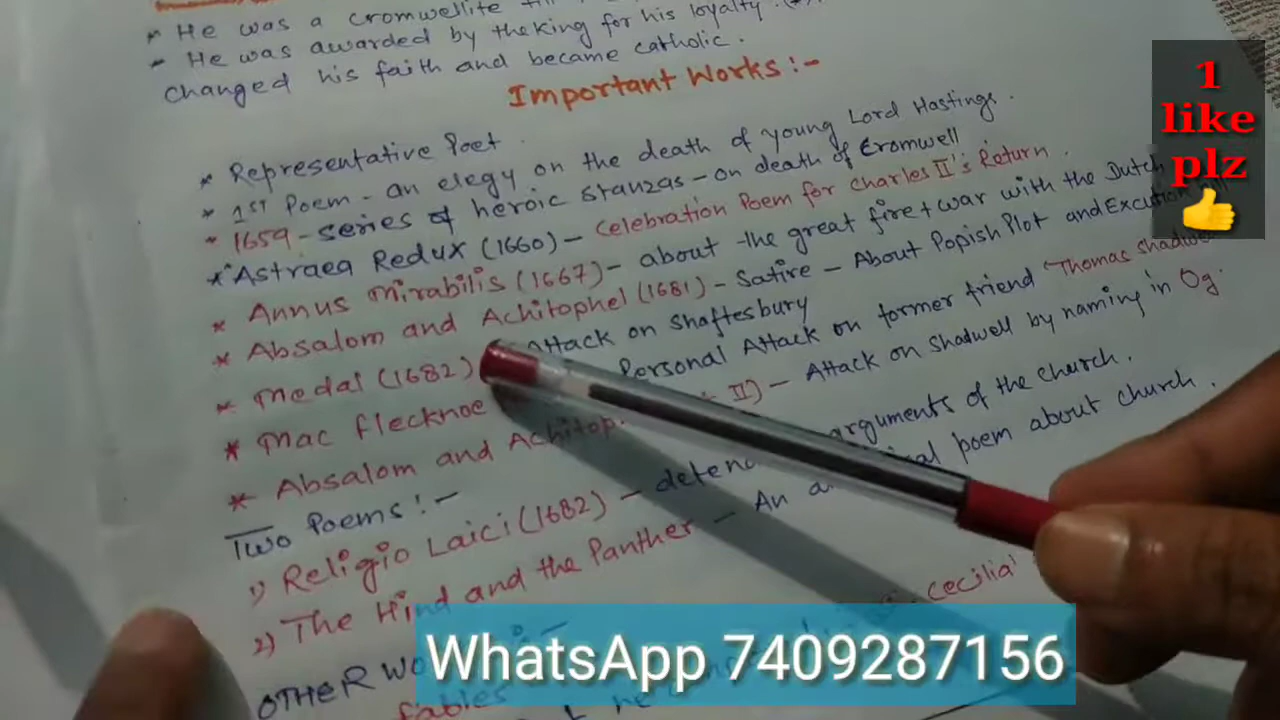 * He was a cromwellite
* He was awarded by the king for his loyalty.
changed his faith and became catholic.
Important Works:-
* Representative Poet
* 1ST Poem - an elegy on the death of young Lord Hastings.
* 1659 - series of heroic stanzas - on death of Cromwell
* "Astraea Redux (1660) - Celebration Poem for Charles II's Return.
* Annus Mirabilis (1667) - about the great fire + war with the Dutch
* Absalom and Achitophel (1681) - Satire - About Popish Plot and Excution
* Medal (1682) Attack on Shaftesbury
* Mac Flecknoe Personal Attack on former friend 'Thomas Shadwell
* Absalom and Achitop II) - Attack on Shadwell by naming in Og.
Two Poems:-
1) Religio Laici (1682) - defen arguments of the church.
2) The Hind and the Panther - An poem about church.
OTHER WO
cecilia'
fables
1
like
plz
WhatsApp 7409287156